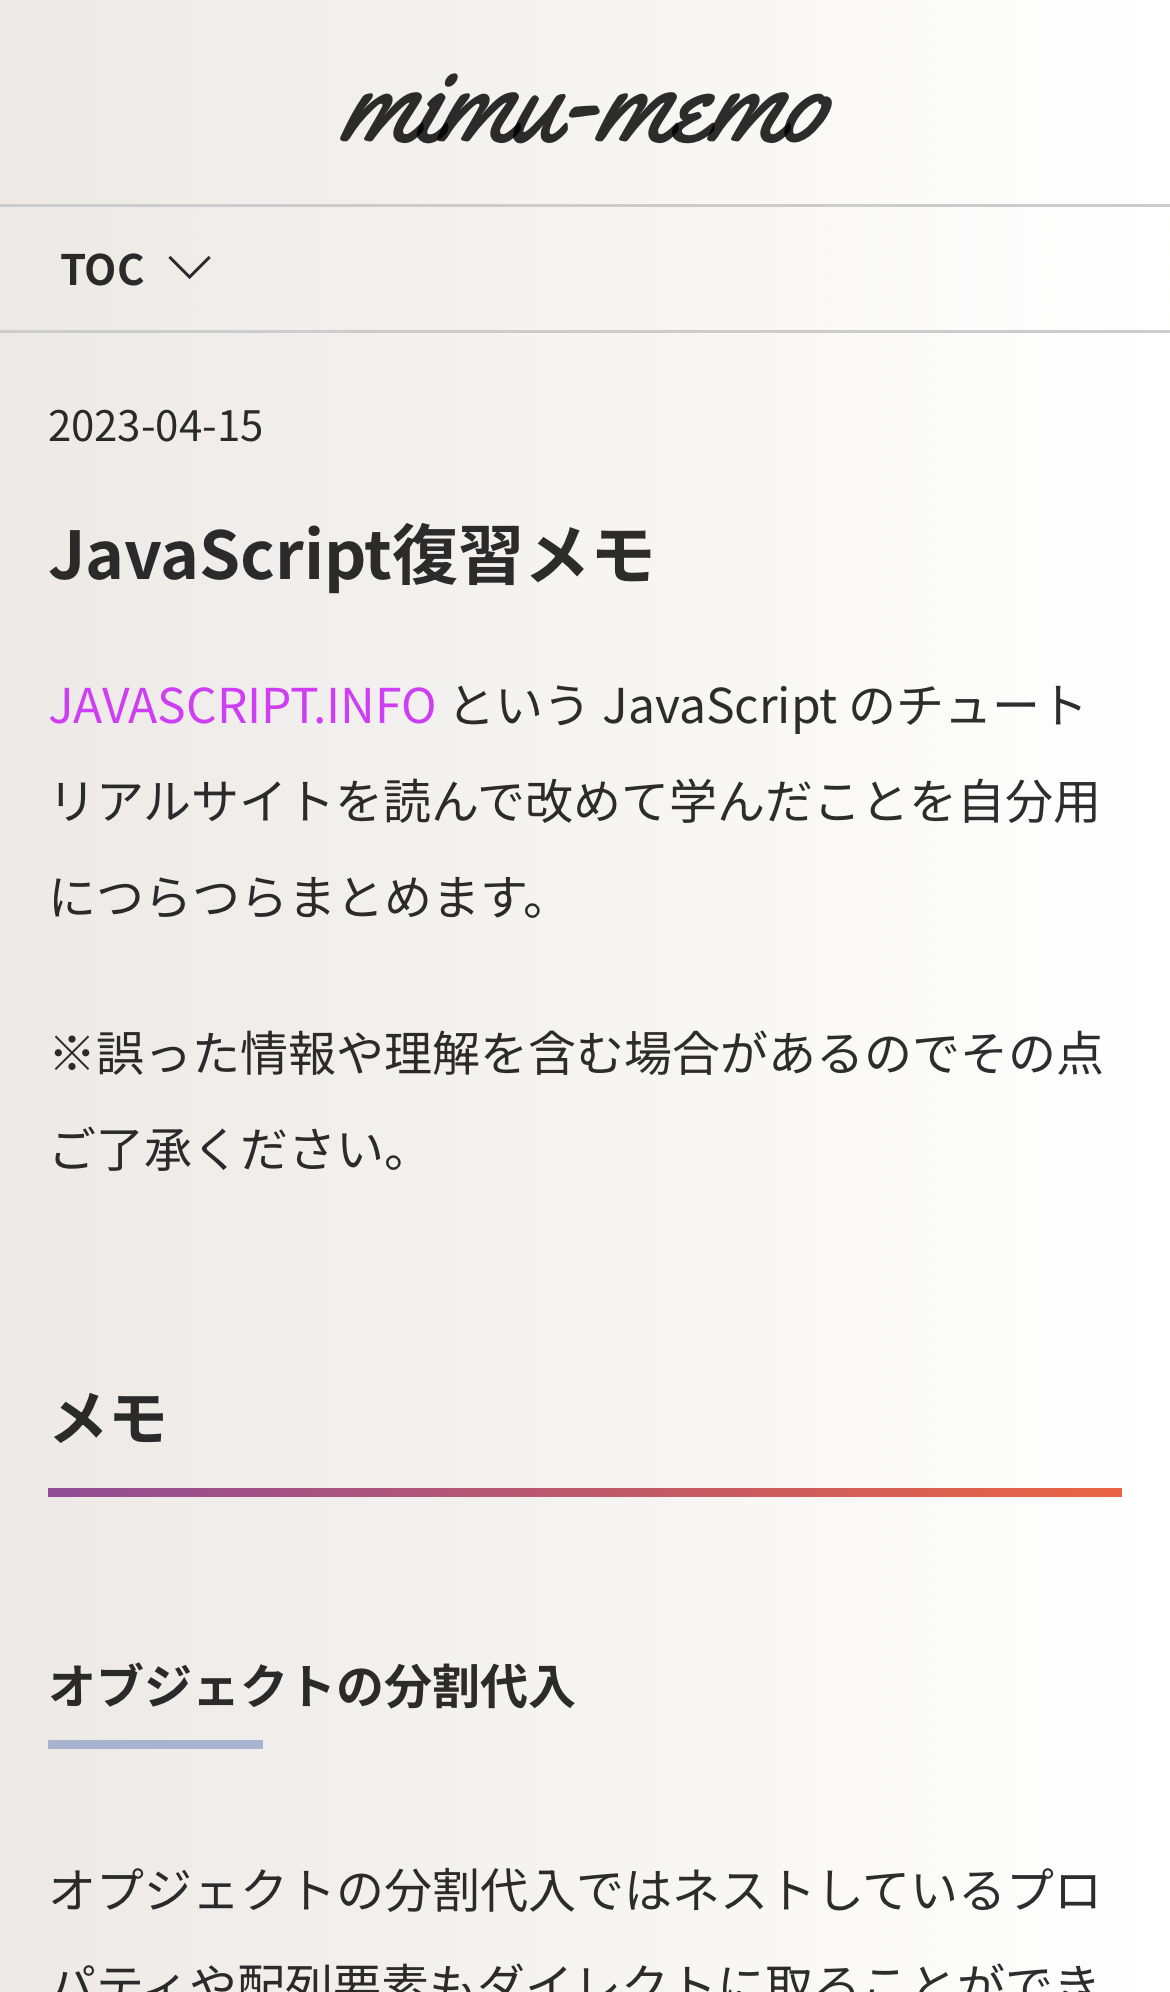 mimu-memo
TOC
2023-04-15
JavaScript復習メモ
JAVASCRIPT.INFO という JavaScript のチュート
リアルサイトを読んで改めて学んだことを自分用
につらつらまとめます。
※誤った情報や理解を含む場合があるのでその点
ご了承ください。
メモ
オブジェクトの分割代入
オプジェクトの分割代入ではネストしているプロ
パティや配列要素もダイレクトに取ることができ